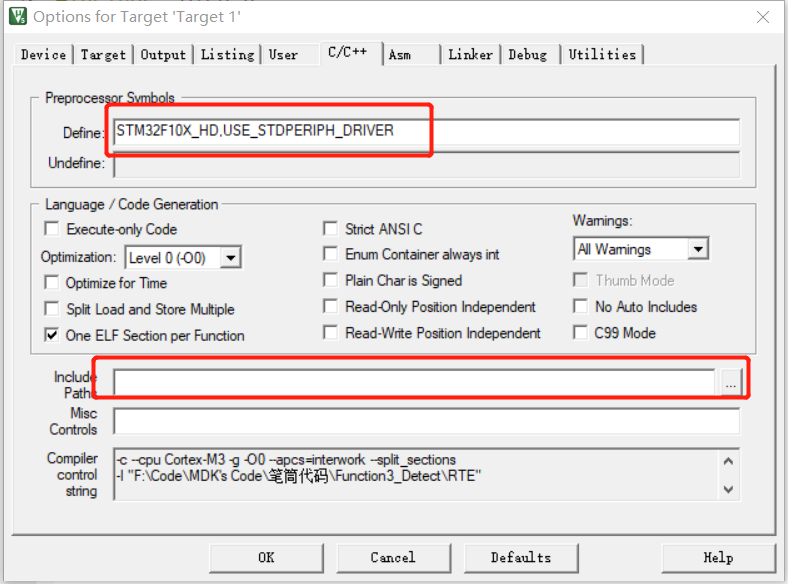 Options for Target 'Target 1'
Device Target Output Listing User C/C++ Asm Linker Debug Utilities
Preprocessor Symbols
Define: STM32F10X_HD,USE_STDPERIPH_DRIVER
Undefine:
Language / Code Generation
Execute-only Code Strict ANSI C Warnings:
Optimization: Level 0 (-O0) Enum Container always int All Warnings
Optimize for Time Plain Char is Signed Thumb Mode
Split Load and Store Multiple Read-Only Position Independent No Auto Includes
One ELF Section per Function Read-Write Position Independent C99 Mode
Include
Paths
...
Misc
Controls
Compiler
control
string
-c --cpu Cortex-M3 -g -O0 --apcs=interwork --split_sections
-I "F:\Code\MDK's Code\笔筒代码\Function3_Detect\RTE"
OK Cancel Defaults Help